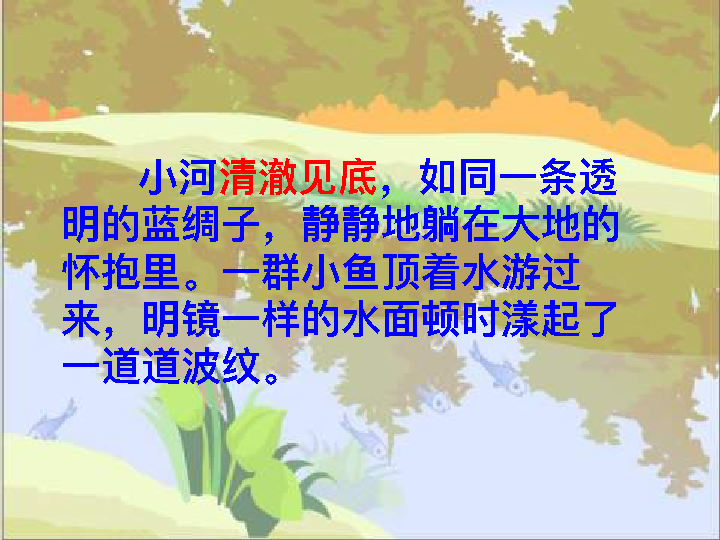 小河清澈见底，如同一条透
明的蓝绸子，静静地躺在大地的
怀抱里。一群小鱼顶着水游过
来，明镜一样的水面顿时漾起了
一道道波纹。